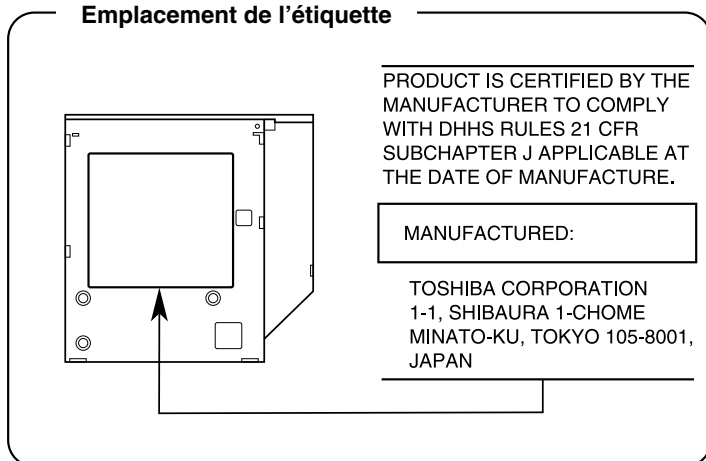 Emplacement de l’étiquette
PRODUCT IS CERTIFIED BY THE
MANUFACTURER TO COMPLY
WITH DHHS RULES 21 CFR
SUBCHAPTER J APPLICABLE AT
THE DATE OF MANUFACTURE.
MANUFACTURED:
TOSHIBA CORPORATION
1-1, SHIBAURA 1-CHOME
MINATO-KU, TOKYO 105-8001,
JAPAN